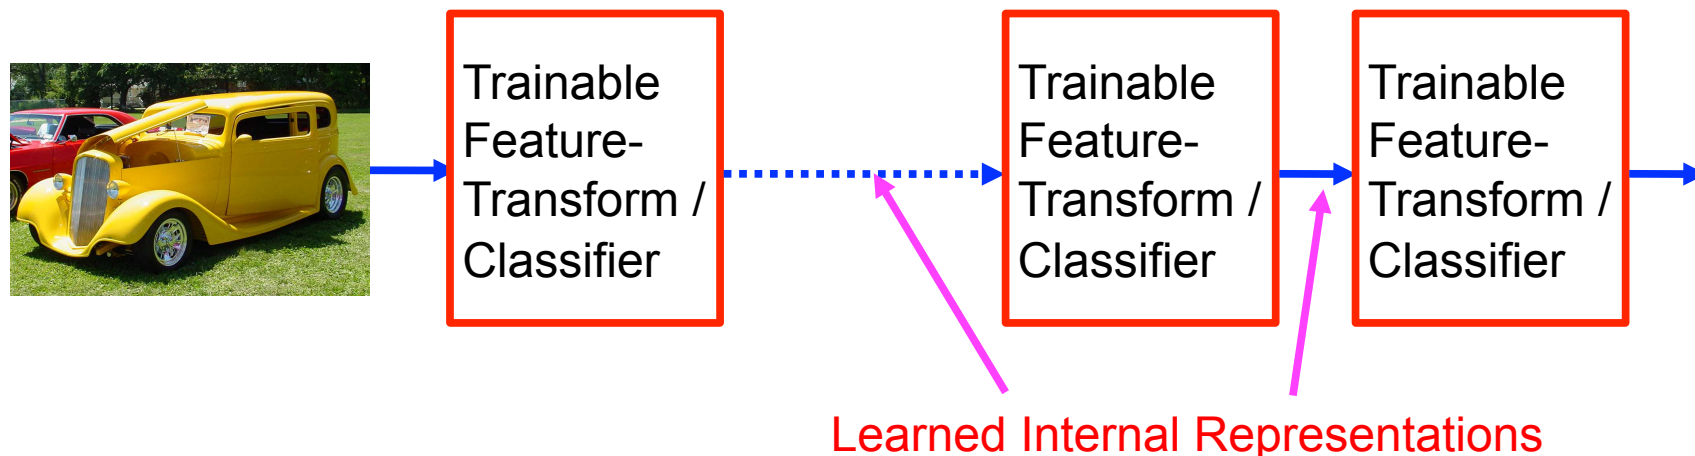 Trainable
Feature-
Transform /
Classifier
Trainable
Feature-
Transform /
Classifier
Trainable
Feature-
Transform /
Classifier
Learned Internal Representations